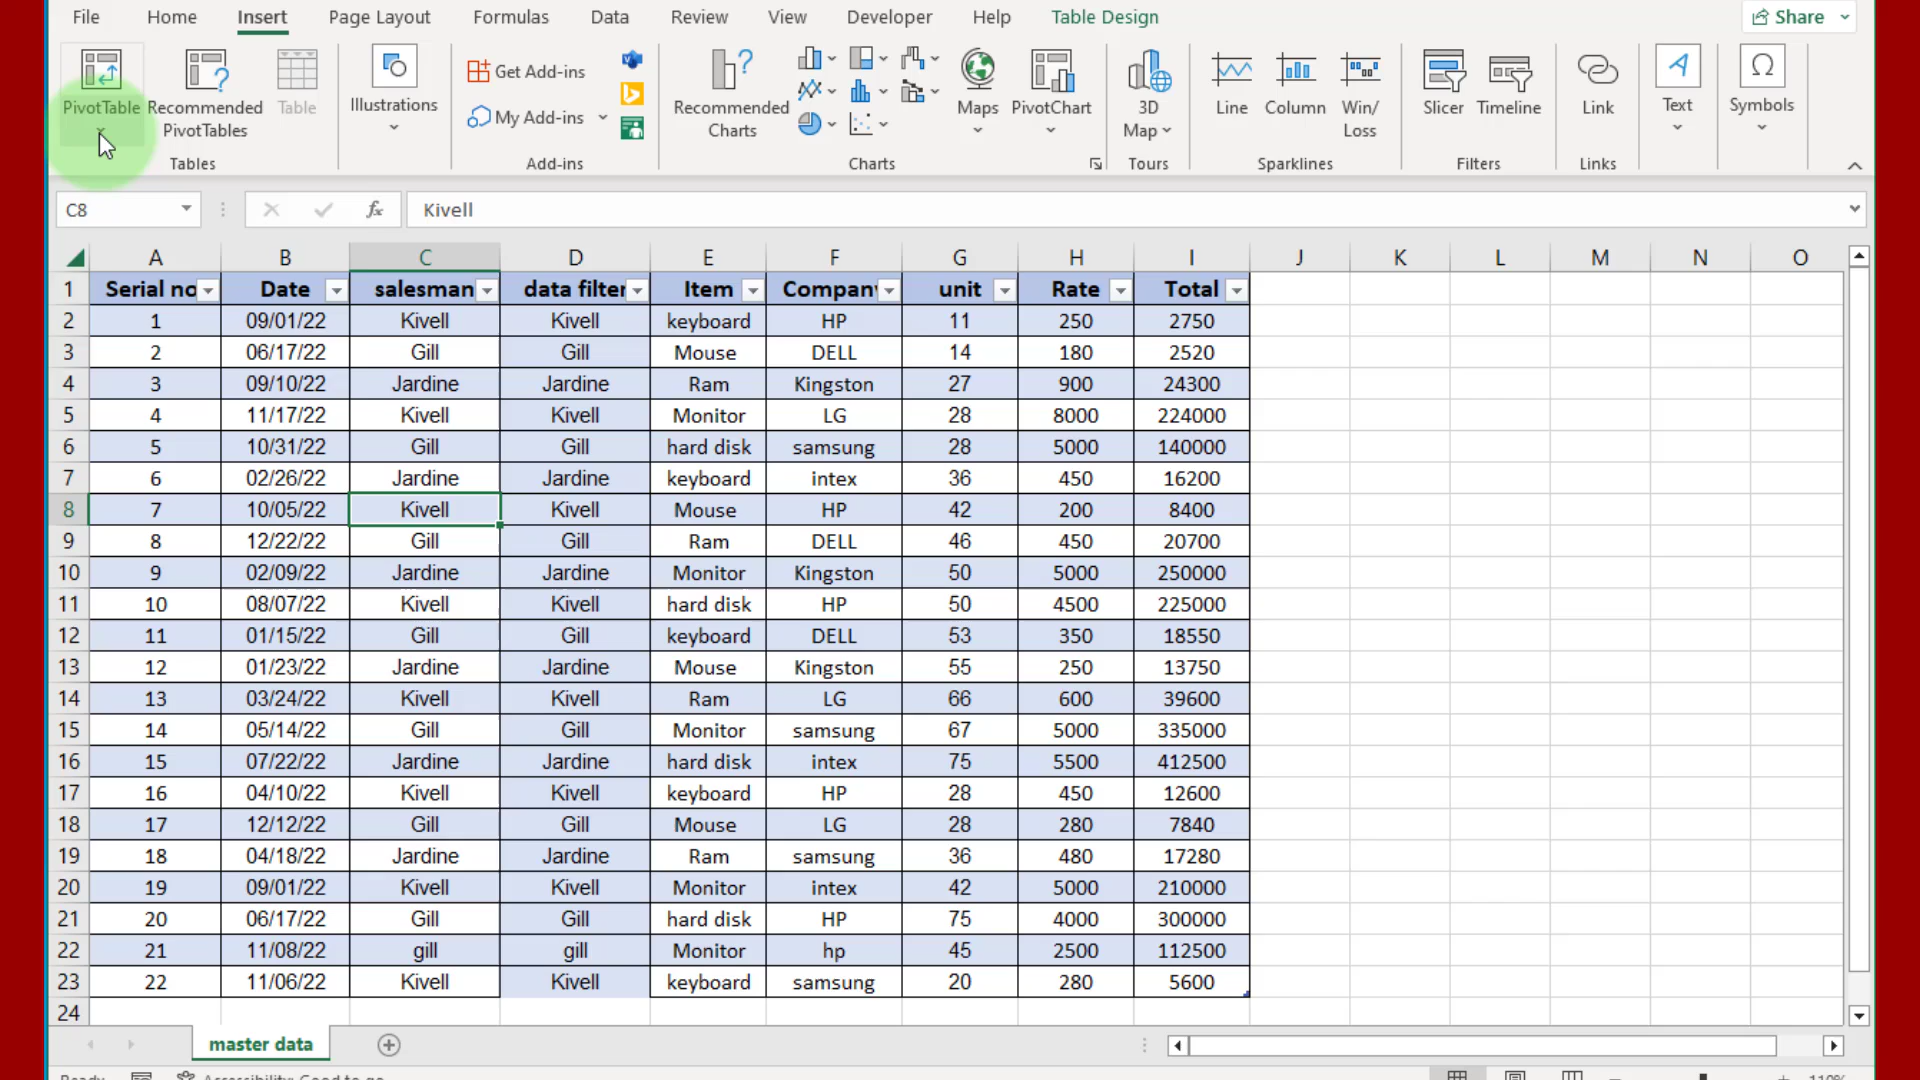 File Home Insert Page Layout Formulas Data Review View Developer Help Table Design Share
PivotTable Recommended PivotTables Table Illustrations Get Add-ins My Add-ins Recommended Charts Maps PivotChart 3D Map Line Column Win/ Loss Slicer Timeline Link Text Symbols
Tables Add-ins Charts Tours Sparklines Filters Links
C8 fx Kivell
A B C D E F G H I J K L M N O
1 Serial no Date salesman data filter Item Company unit Rate Total
2 1 09/01/22 Kivell Kivell keyboard HP 11 250 2750
3 2 06/17/22 Gill Gill Mouse DELL 14 180 2520
4 3 09/10/22 Jardine Jardine Ram Kingston 27 900 24300
5 4 11/17/22 Kivell Kivell Monitor LG 28 8000 224000
6 5 10/31/22 Gill Gill hard disk samsung 28 5000 140000
7 6 02/26/22 Jardine Jardine keyboard intex 36 450 16200
8 7 10/05/22 Kivell Kivell Mouse HP 42 200 8400
9 8 12/22/22 Gill Gill Ram DELL 46 450 20700
10 9 02/09/22 Jardine Jardine Monitor Kingston 50 5000 250000
11 10 08/07/22 Kivell Kivell hard disk HP 50 4500 225000
12 11 01/15/22 Gill Gill keyboard DELL 53 350 18550
13 12 01/23/22 Jardine Jardine Mouse Kingston 55 250 13750
14 13 03/24/22 Kivell Kivell Ram LG 66 600 39600
15 14 05/14/22 Gill Gill Monitor samsung 67 5000 335000
16 15 07/22/22 Jardine Jardine hard disk intex 75 5500 412500
17 16 04/10/22 Kivell Kivell keyboard HP 28 450 12600
18 17 12/12/22 Gill Gill Mouse LG 28 280 7840
19 18 04/18/22 Jardine Jardine Ram samsung 36 480 17280
20 19 09/01/22 Kivell Kivell Monitor intex 42 5000 210000
21 20 06/17/22 Gill Gill hard disk HP 75 4000 300000
22 21 11/08/22 gill gill Monitor hp 45 2500 112500
23 22 11/06/22 Kivell Kivell keyboard samsung 20 280 5600
24
master data
Ready Accessibility: Good to go 110%